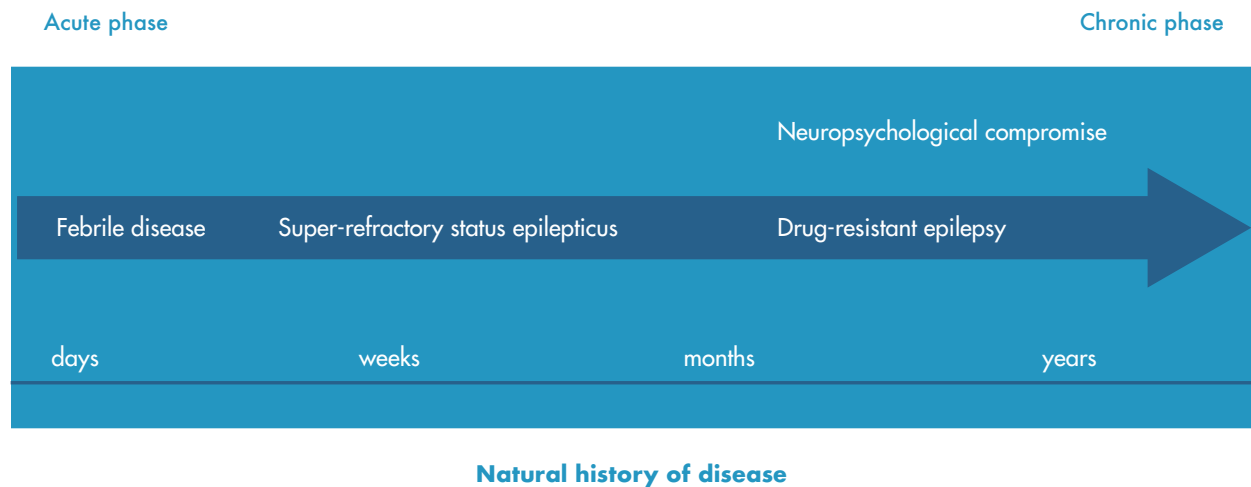 Acute phase
Chronic phase
Neuropsychological compromise
Febrile disease
Super-refractory status epilepticus
Drug-resistant epilepsy
days
weeks
months
years
Natural history of disease